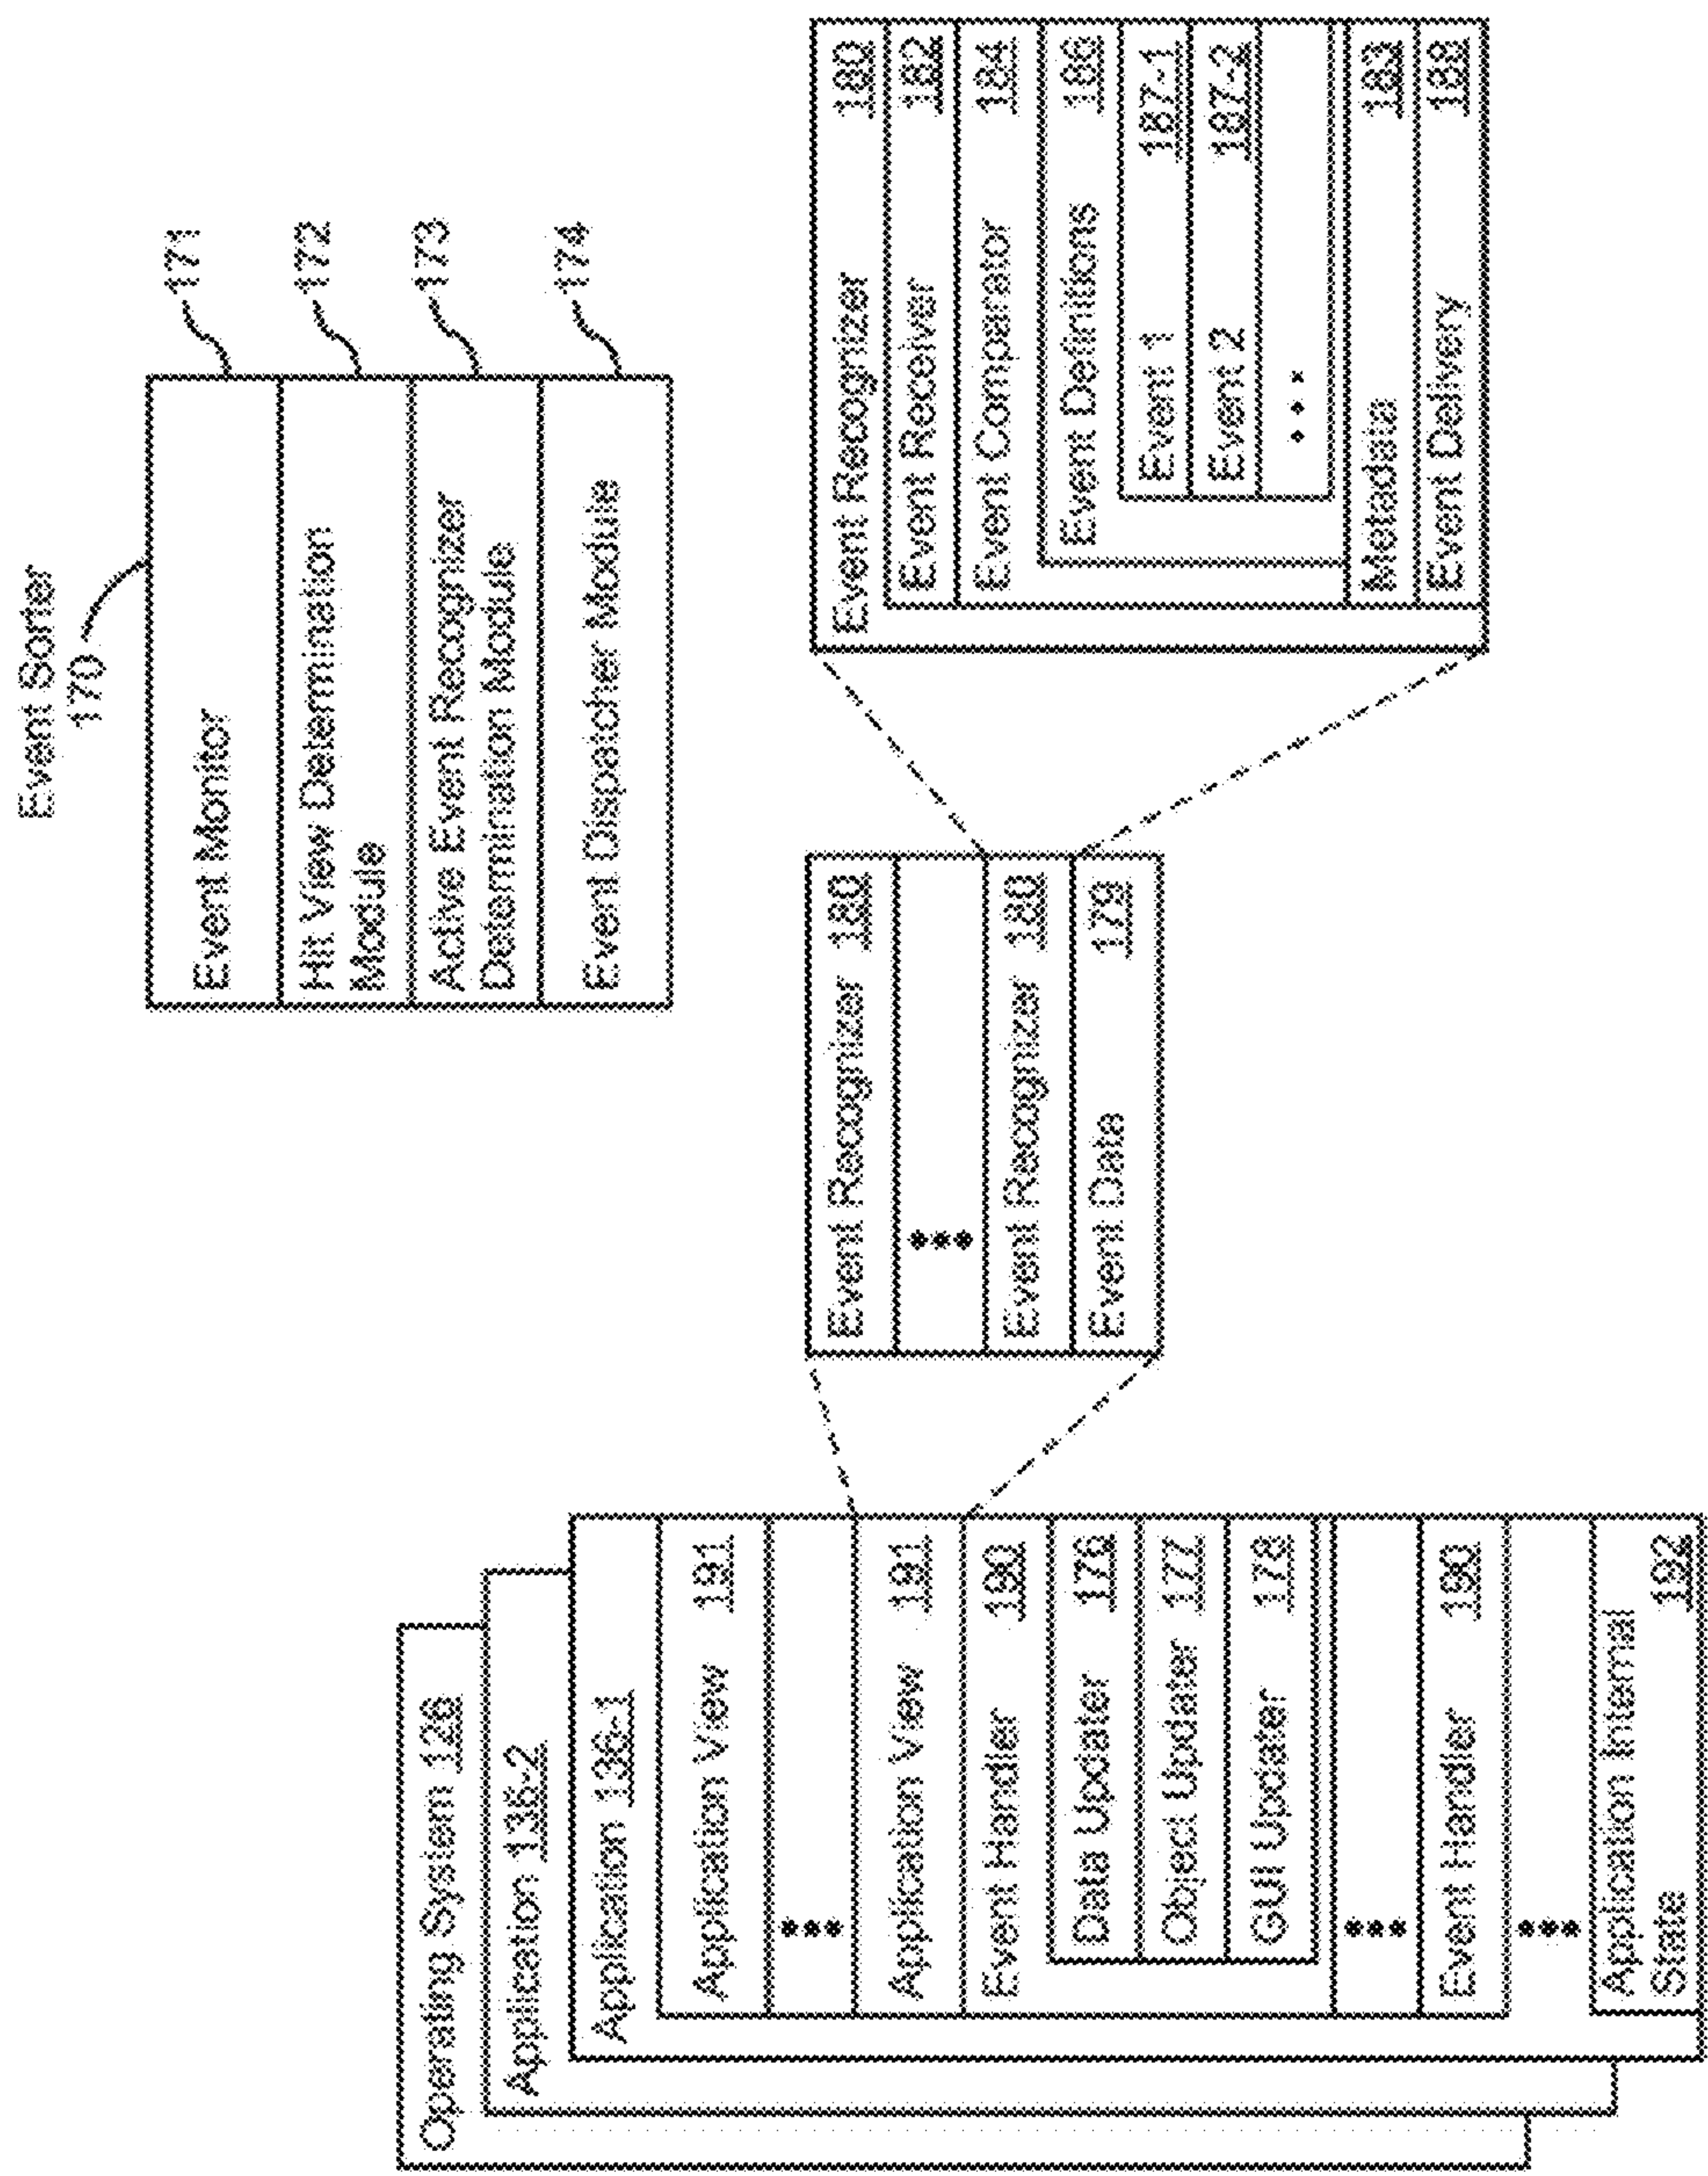 Event Sorter
170
Event Monitor
171
Hit View Determination
Module
172
Active Event Recognizer
Determination Module
173
Event Dispatcher Module
174
Operating System 126
Application 136-2
Application 136-1
Application View 191
Application View 191
Event Handler 190
Data Updater 176
Object Updater 177
GUI Updater 178
Event Handler 190
Application Internal
State 192
Event Recognizer 180
Event Recognizer 180
Event Data 179
Event Recognizer 180
Event Receiver 182
Event Comparator 184
Event Definitions 186
Event 1 187-1
Event 2 187-2
Metadata 183
Event Delivery 188